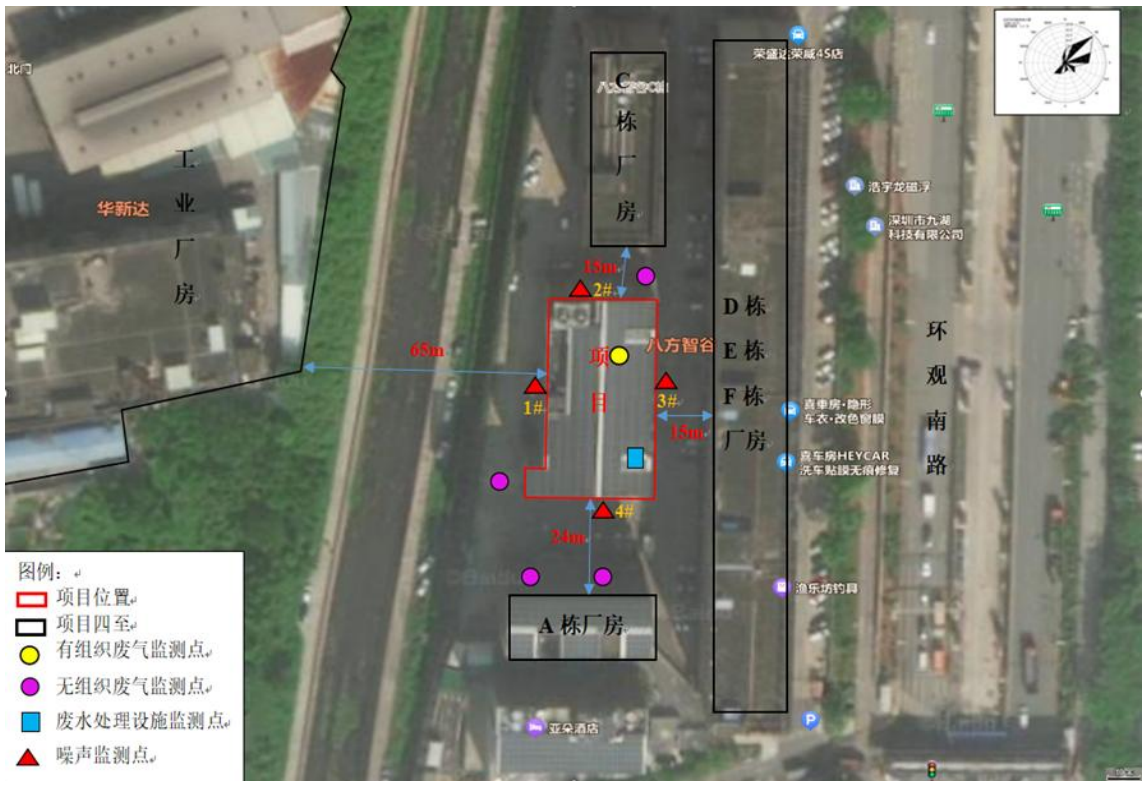 荣盛达荣威4S店
北门
C
栋
厂
房
工
业
厂
房
华新达
浩宇龙磁浮
深圳市九湖
科技有限公司
15m
2#
D栋
E栋
F栋
厂房
环
观
南
路
八方智谷
项
目
65m
1#
3#
15m
喜車房·隐形
车衣·改色窗膜
喜车房HEYCAR
洗车贴膜无痕修复
4#
24m
渔乐坊钓具
A栋厂房
亚朵酒店
P
图例：
项目位置
项目四至
有组织废气监测点
无组织废气监测点
废水处理设施监测点
噪声监测点